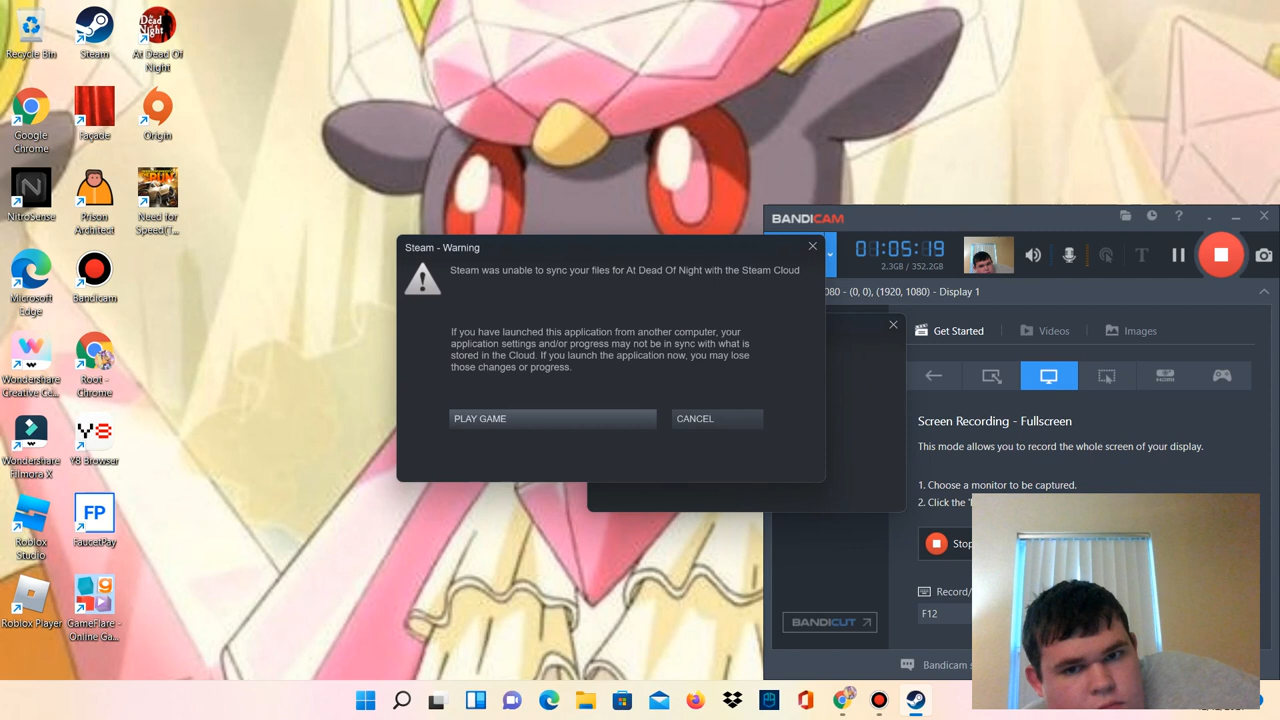 Recycle Bin
Steam
At Dead Of
Night
Google
Chrome
Façade
Origin
NitroSense
Prison
Architect
Need for
Speed(T...
Microsoft
Edge
Bandicam
Wondershare
Creative Ce...
Root -
Chrome
Wondershare
Filmora X
Y8 Browser
Roblox
Studio
FP
FaucetPay
Roblox Player
GameFlare -
Online Ga...
Steam - Warning
Steam was unable to sync your files for At Dead Of Night with the Steam Cloud
If you have launched this application from another computer, your
application settings and/or progress may not be in sync with what is
stored in the Cloud. If you launch the application now, you may lose
those changes or progress.
PLAY GAME
CANCEL
BANDICAM
01:05:19
2.3GB / 352.2GB
080 - (0, 0), (1920, 1080) - Display 1
Get Started
Videos
Images
HDMI
Screen Recording - Fullscreen
This mode allows you to record the whole screen of your display.
1. Choose a monitor to be captured.
2. Click the
Stop
Record/
F12
BANDICUT
Bandicam